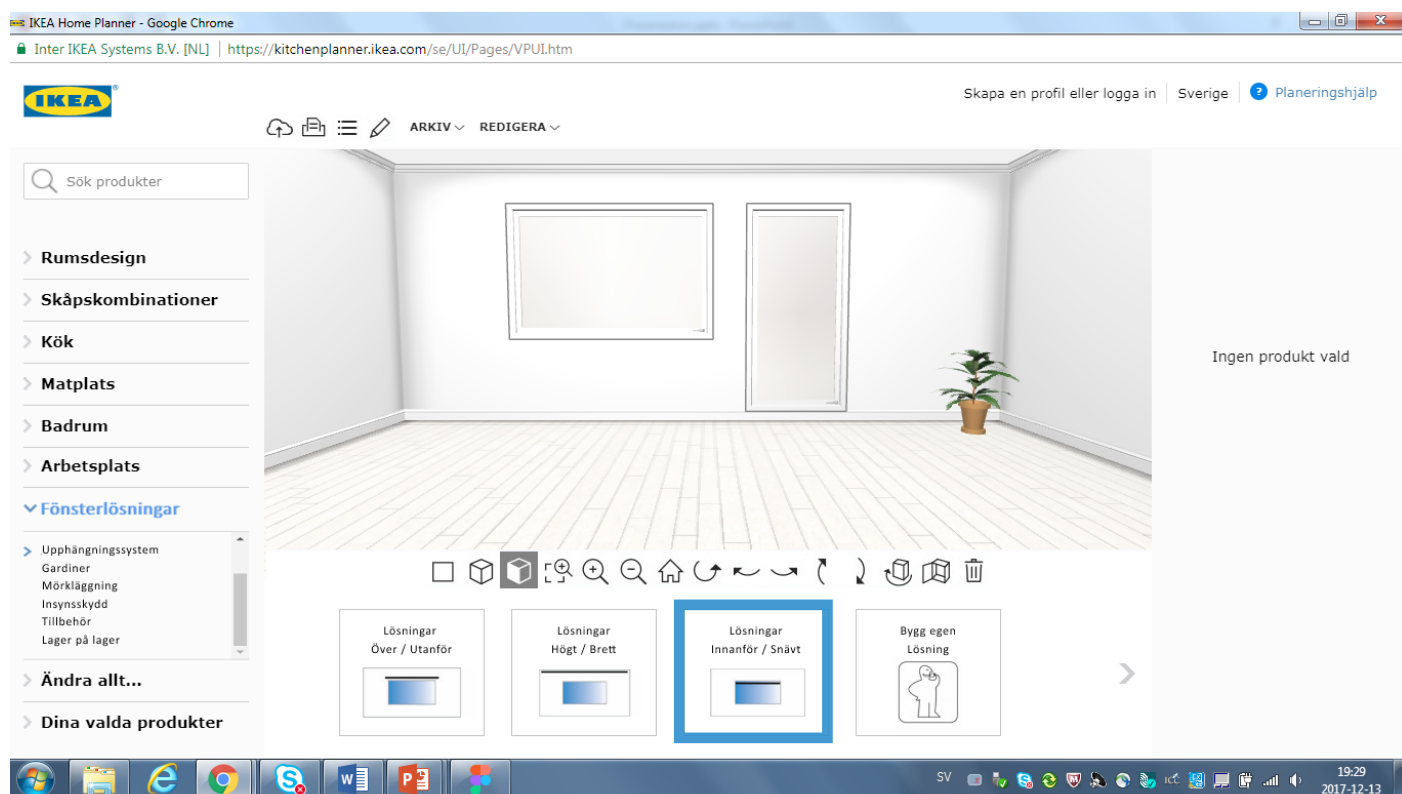 IKEA Home Planner - Google Chrome
Inter IKEA Systems B.V. [NL] | https://kitchenplanner.ikea.com/se/UI/Pages/VPUI.htm
IKEA
Skapa en profil eller logga in
Sverige
Planeringshjälp
ARKIV
REDIGERA
Sök produkter
Rumsdesign
Skåpskombinationer
Kök
Matplats
Badrum
Arbetsplats
Fönsterlösningar
Upphängningssystem
Gardiner
Mörkläggning
Insynsskydd
Tillbehör
Lager på lager
Ändra allt...
Dina valda produkter
Ingen produkt vald
Lösningar
Över / Utanför
Lösningar
Högt / Brett
Lösningar
Innanför / Snävt
Bygg egen
Lösning
SV
19:29
2017-12-13